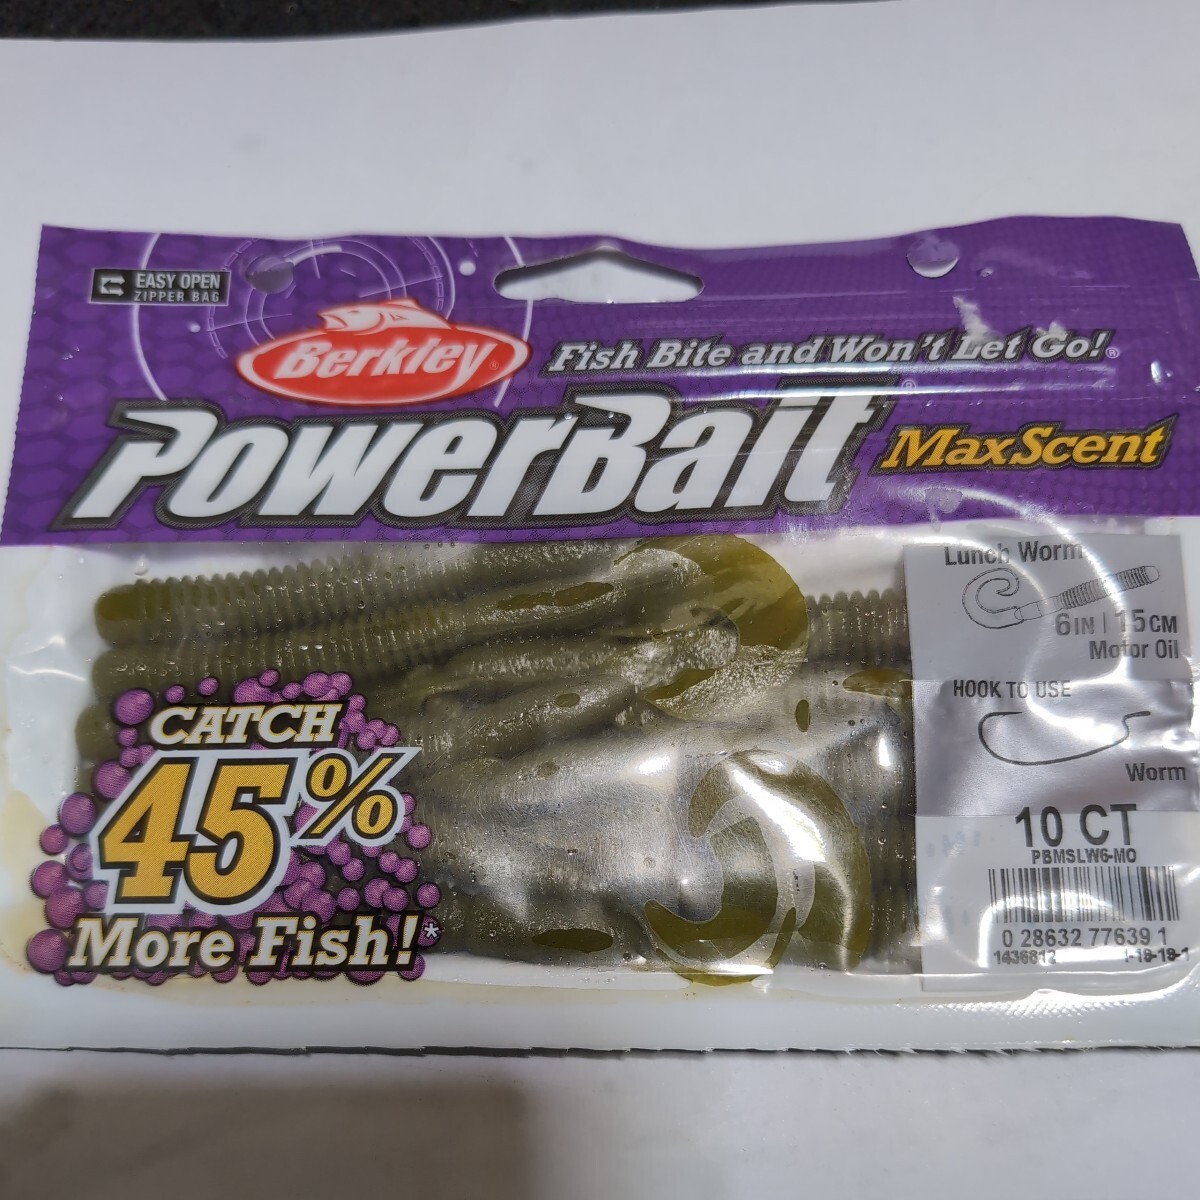 EASY OPEN
ZIPPER BAG
Berkley®
Fish Bite and Won't Let Go!®
PowerBait®
MaxScent
Lunch Worm
6IN | 15CM
Motor Oil
HOOK TO USE
Worm
10 CT
PBMSLW6-MO
0 28632 77639 1
1436812
CATCH
45%
More Fish!*